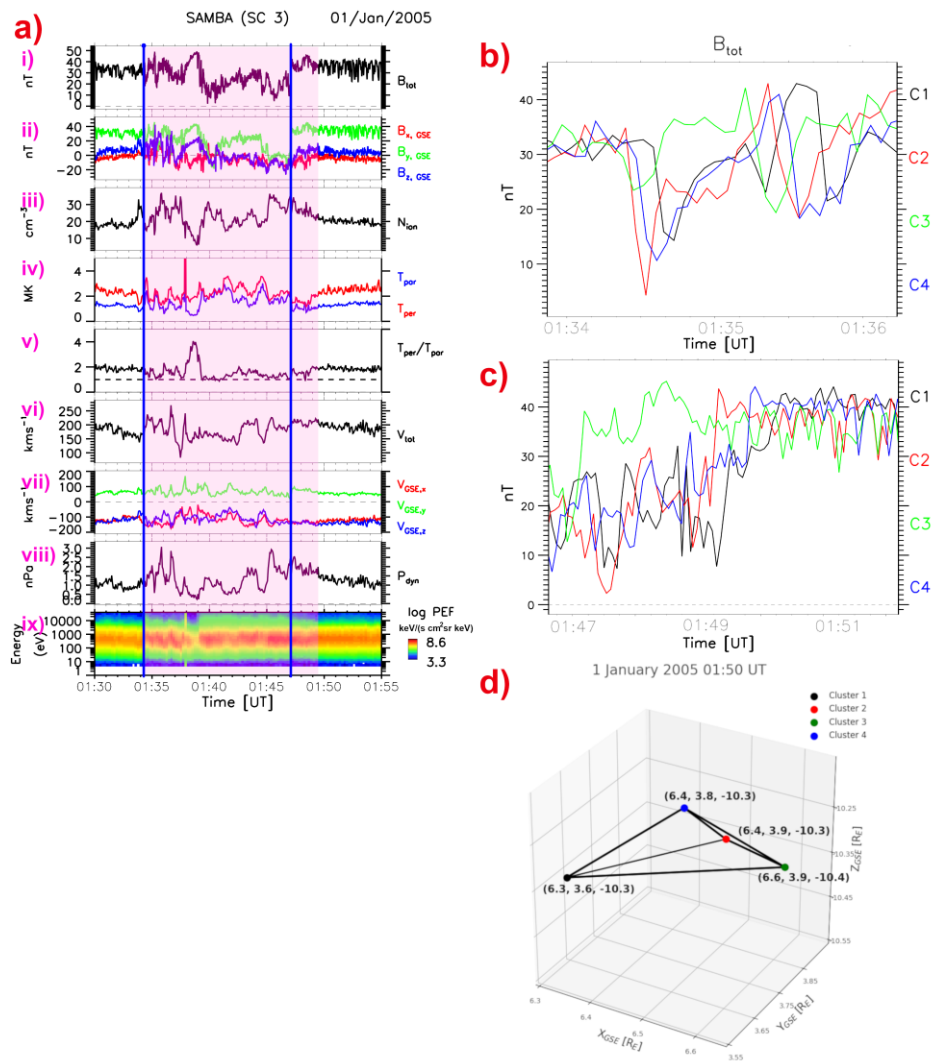 a)
SAMBA (SC 3) 01/Jan/2005
i)
50
40
30
20
10
0
nT
B_tot
ii)
40
20
0
−20
nT
B_x, GSE
B_y, GSE
B_z, GSE
iii)
30
20
10
cm⁻³
N_ion
iv)
4
2
0
MK
T_par
T_per
v)
4
2
0
T_per/T_par
vi)
250
200
150
100
kms⁻¹
V_tot
vii)
200
100
0
−100
kms⁻¹
V_GSE,x
V_GSE,y
V_GSE,z
viii)
3.0
2.5
2.0
1.5
1.0
0.5
0.0
nPa
P_dyn
ix)
10000
1000
100
10
1
Energy
(eV)
log PEF
keV/(s cm²sr keV)
8.6
3.3
01:30 01:35 01:40 01:45 01:50 01:55
Time [UT]
b)
B_tot
40
30
20
10
nT
C1
C2
C3
C4
01:34 01:35 01:36
Time [UT]
c)
40
30
20
10
0
nT
C1
C2
C3
C4
01:47 01:49 01:51
Time [UT]
d)
1 January 2005 01:50 UT
Cluster 1
Cluster 2
Cluster 3
Cluster 4
(6.4, 3.8, -10.3)
(6.4, 3.9, -10.3)
(6.3, 3.6, -10.3)
(6.6, 3.9, -10.4)
10.25
10.35
10.45
10.55
Z_GSE [R_E]
6.3
6.4
6.5
6.6
X_GSE [R_E]
3.55
3.65
3.75
3.85
Y_GSE [R_E]